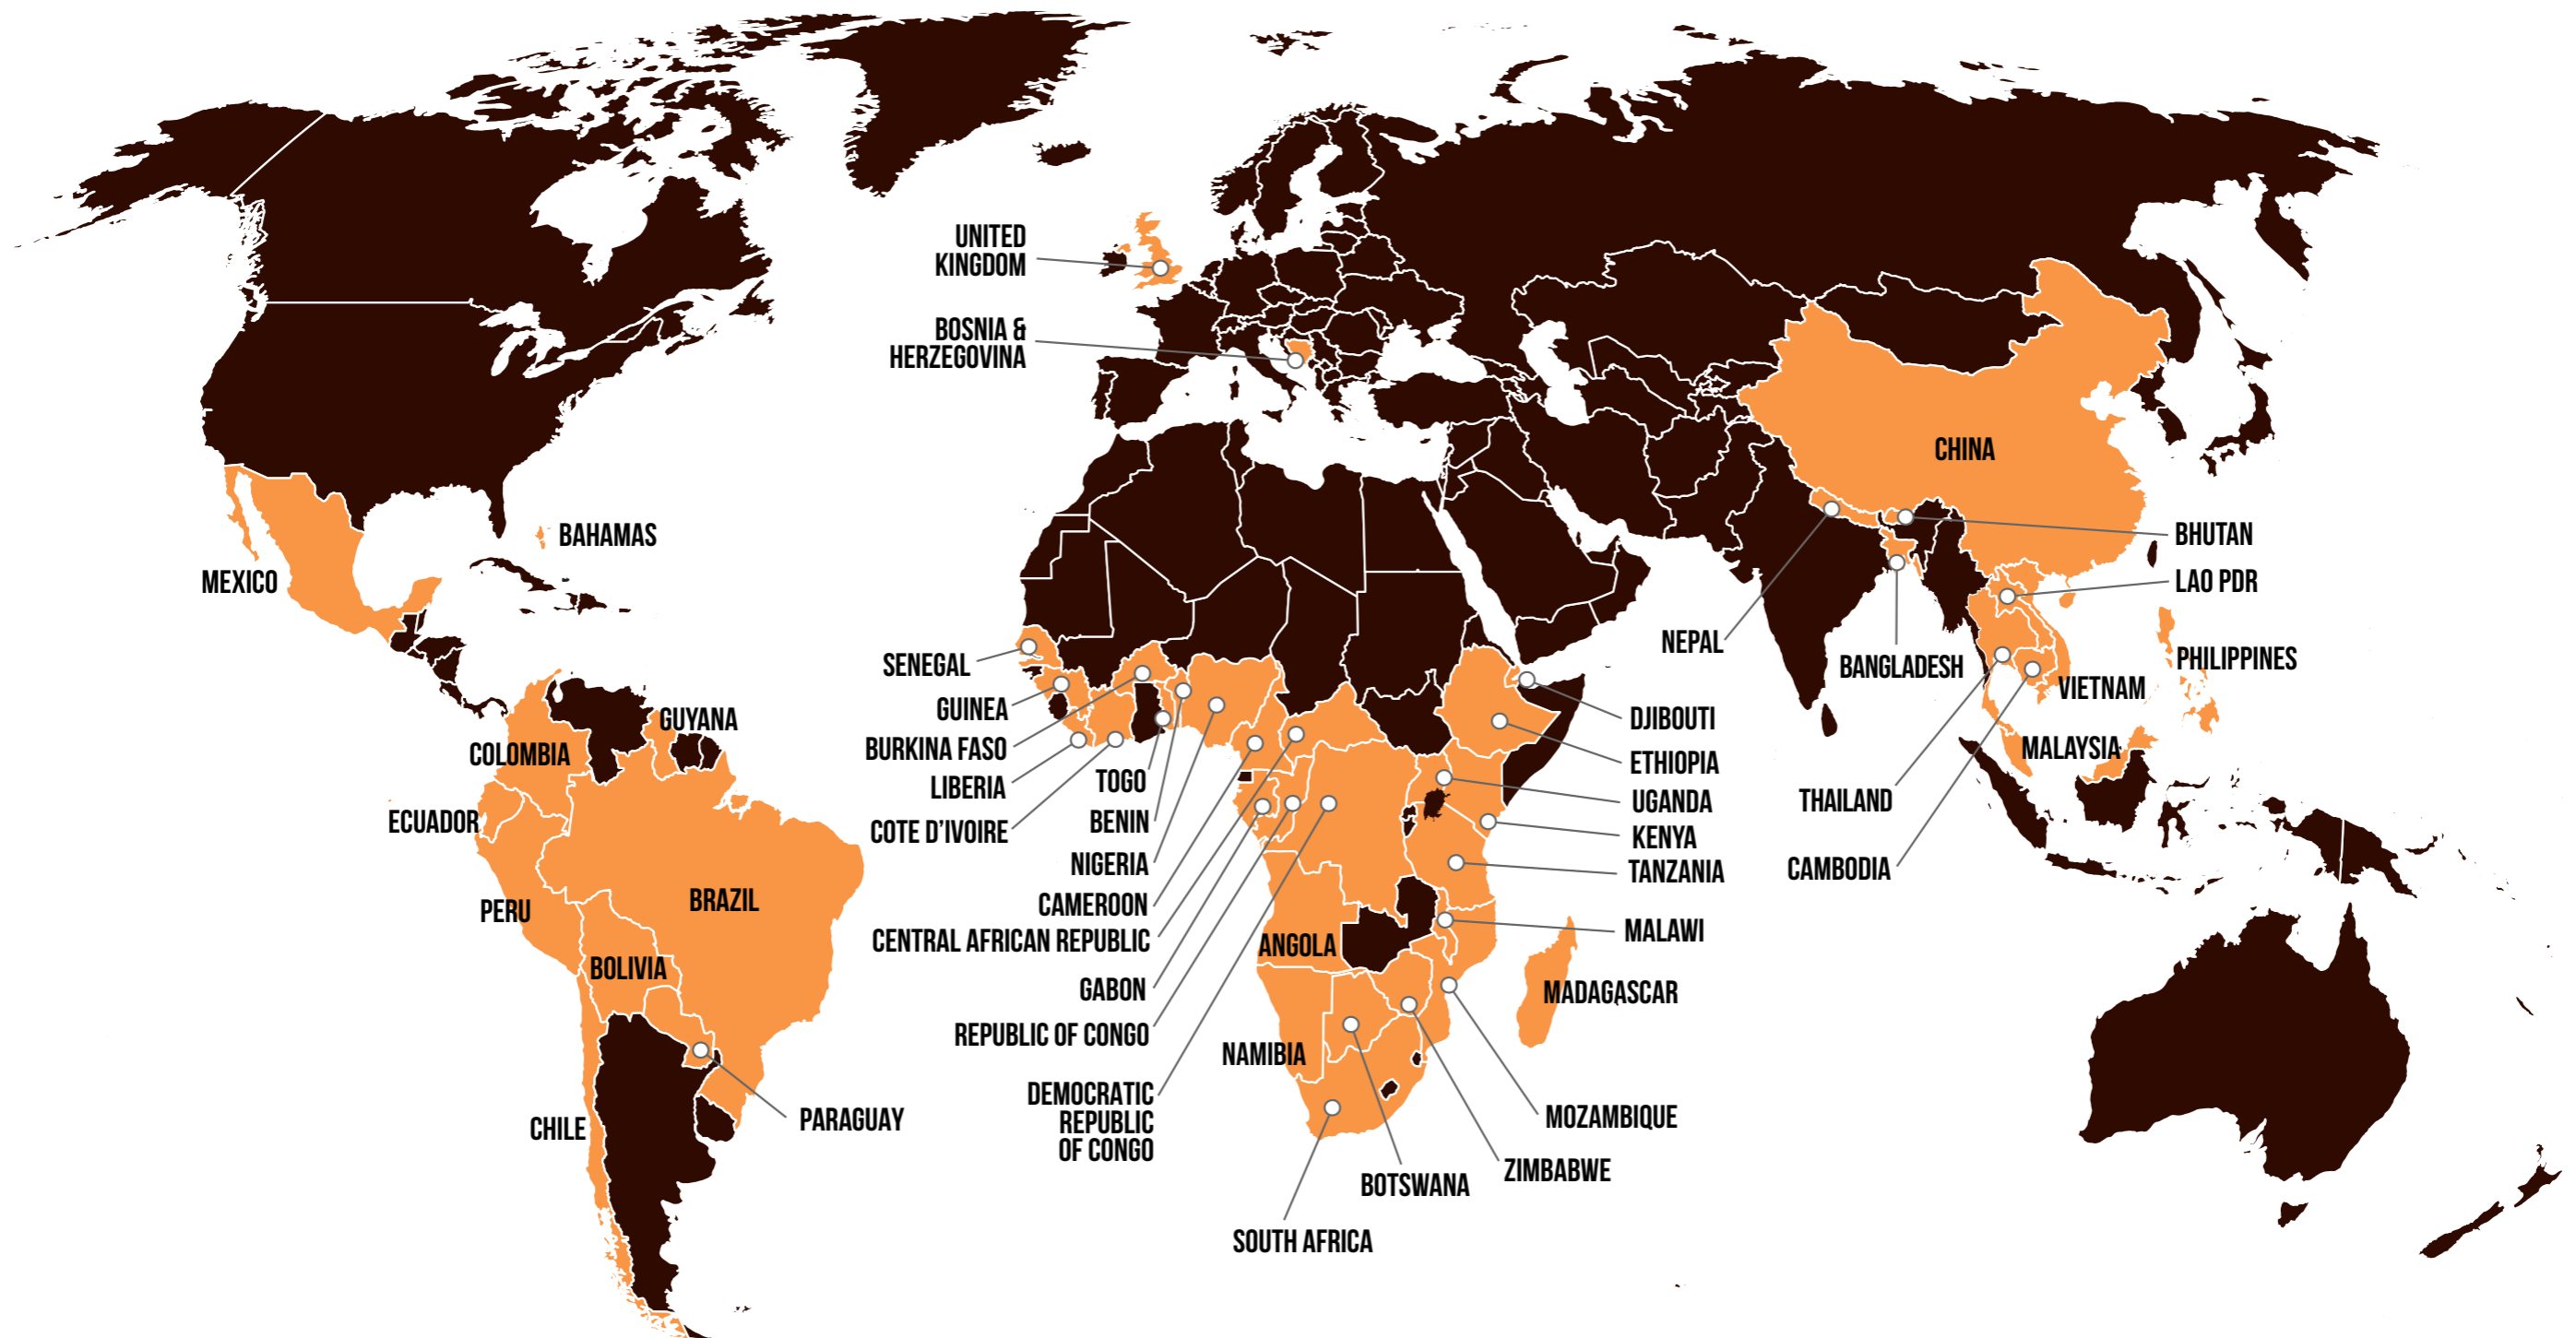 UNITED
KINGDOM
BOSNIA &
HERZEGOVINA
CHINA
BAHAMAS
MEXICO
BHUTAN
LAO PDR
NEPAL
BANGLADESH
PHILIPPINES
VIETNAM
MALAYSIA
THAILAND
CAMBODIA
SENEGAL
GUINEA
BURKINA FASO
LIBERIA
COTE D'IVOIRE
TOGO
BENIN
NIGERIA
CAMEROON
CENTRAL AFRICAN REPUBLIC
GABON
REPUBLIC OF CONGO
DEMOCRATIC
REPUBLIC
OF CONGO
DJIBOUTI
ETHIOPIA
UGANDA
KENYA
TANZANIA
MALAWI
ANGOLA
MADAGASCAR
NAMIBIA
MOZAMBIQUE
ZIMBABWE
BOTSWANA
SOUTH AFRICA
GUYANA
COLOMBIA
ECUADOR
PERU
BRAZIL
BOLIVIA
PARAGUAY
CHILE